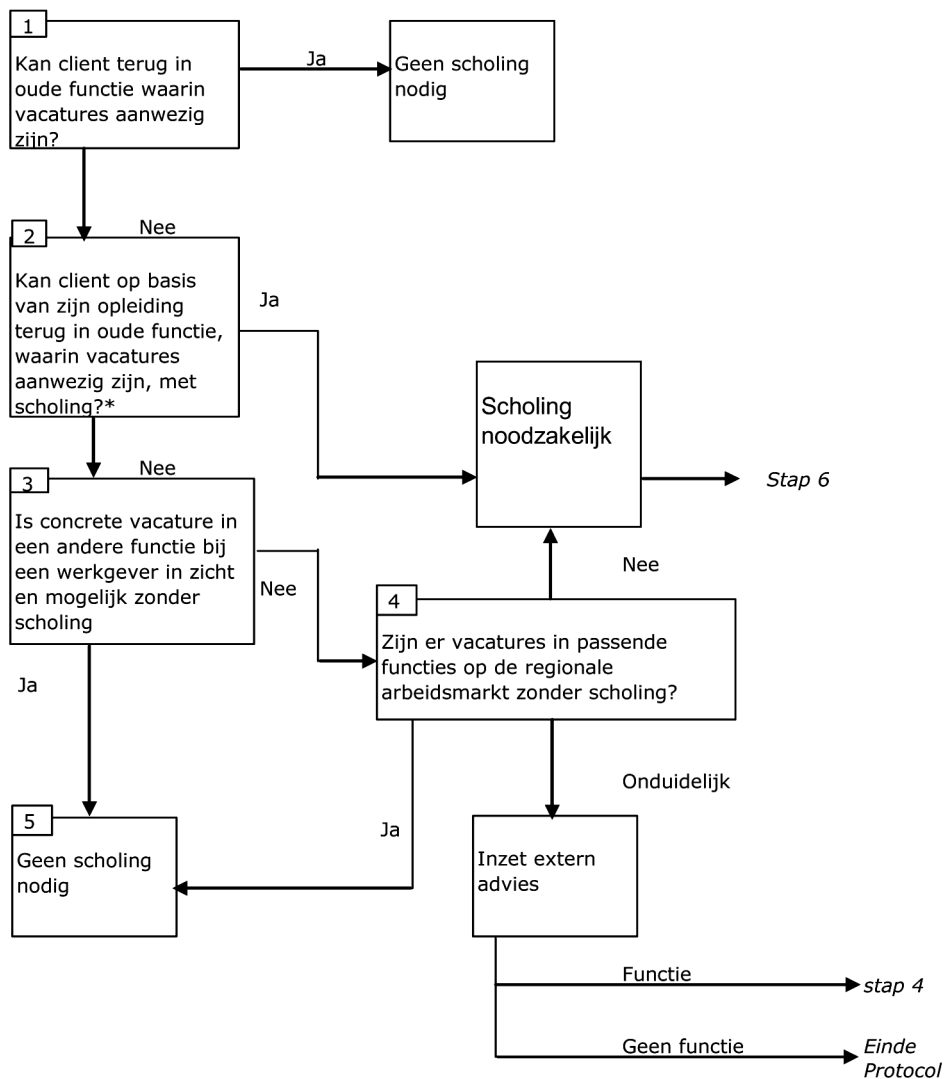 1
Kan client terug in
oude functie waarin
vacatures aanwezig
zijn?
Ja
Geen scholing
nodig
Nee
2
Kan client op basis
van zijn opleiding
terug in oude functie,
waarin vacatures
aanwezig zijn, met
scholing?*
Ja
Scholing
noodzakelijk
Stap 6
Nee
3
Is concrete vacature in
een andere functie bij
een werkgever in zicht
en mogelijk zonder
scholing
Nee
Nee
4
Zijn er vacatures in passende
functies op de regionale
arbeidsmarkt zonder scholing?
Ja
Onduidelijk
Ja
5
Geen scholing
nodig
Inzet extern
advies
Functie
stap 4
Geen functie
Einde
Protocol